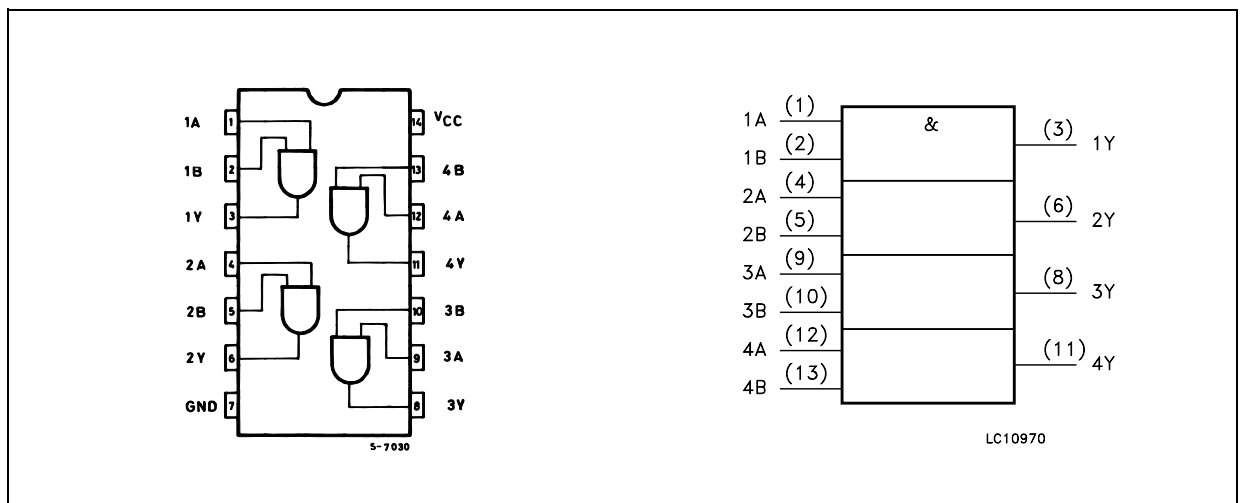 1A 1 14 VCC
1B 2 13 4B
1Y 3 12 4A
2A 4 11 4Y
2B 5 10 3B
2Y 6 9 3A
GND 7 8 3Y
S-7030
&
1A (1)
1B (2)
2A (4)
2B (5)
3A (9)
3B (10)
4A (12)
4B (13)
(3) 1Y
(6) 2Y
(8) 3Y
(11) 4Y
LC10970